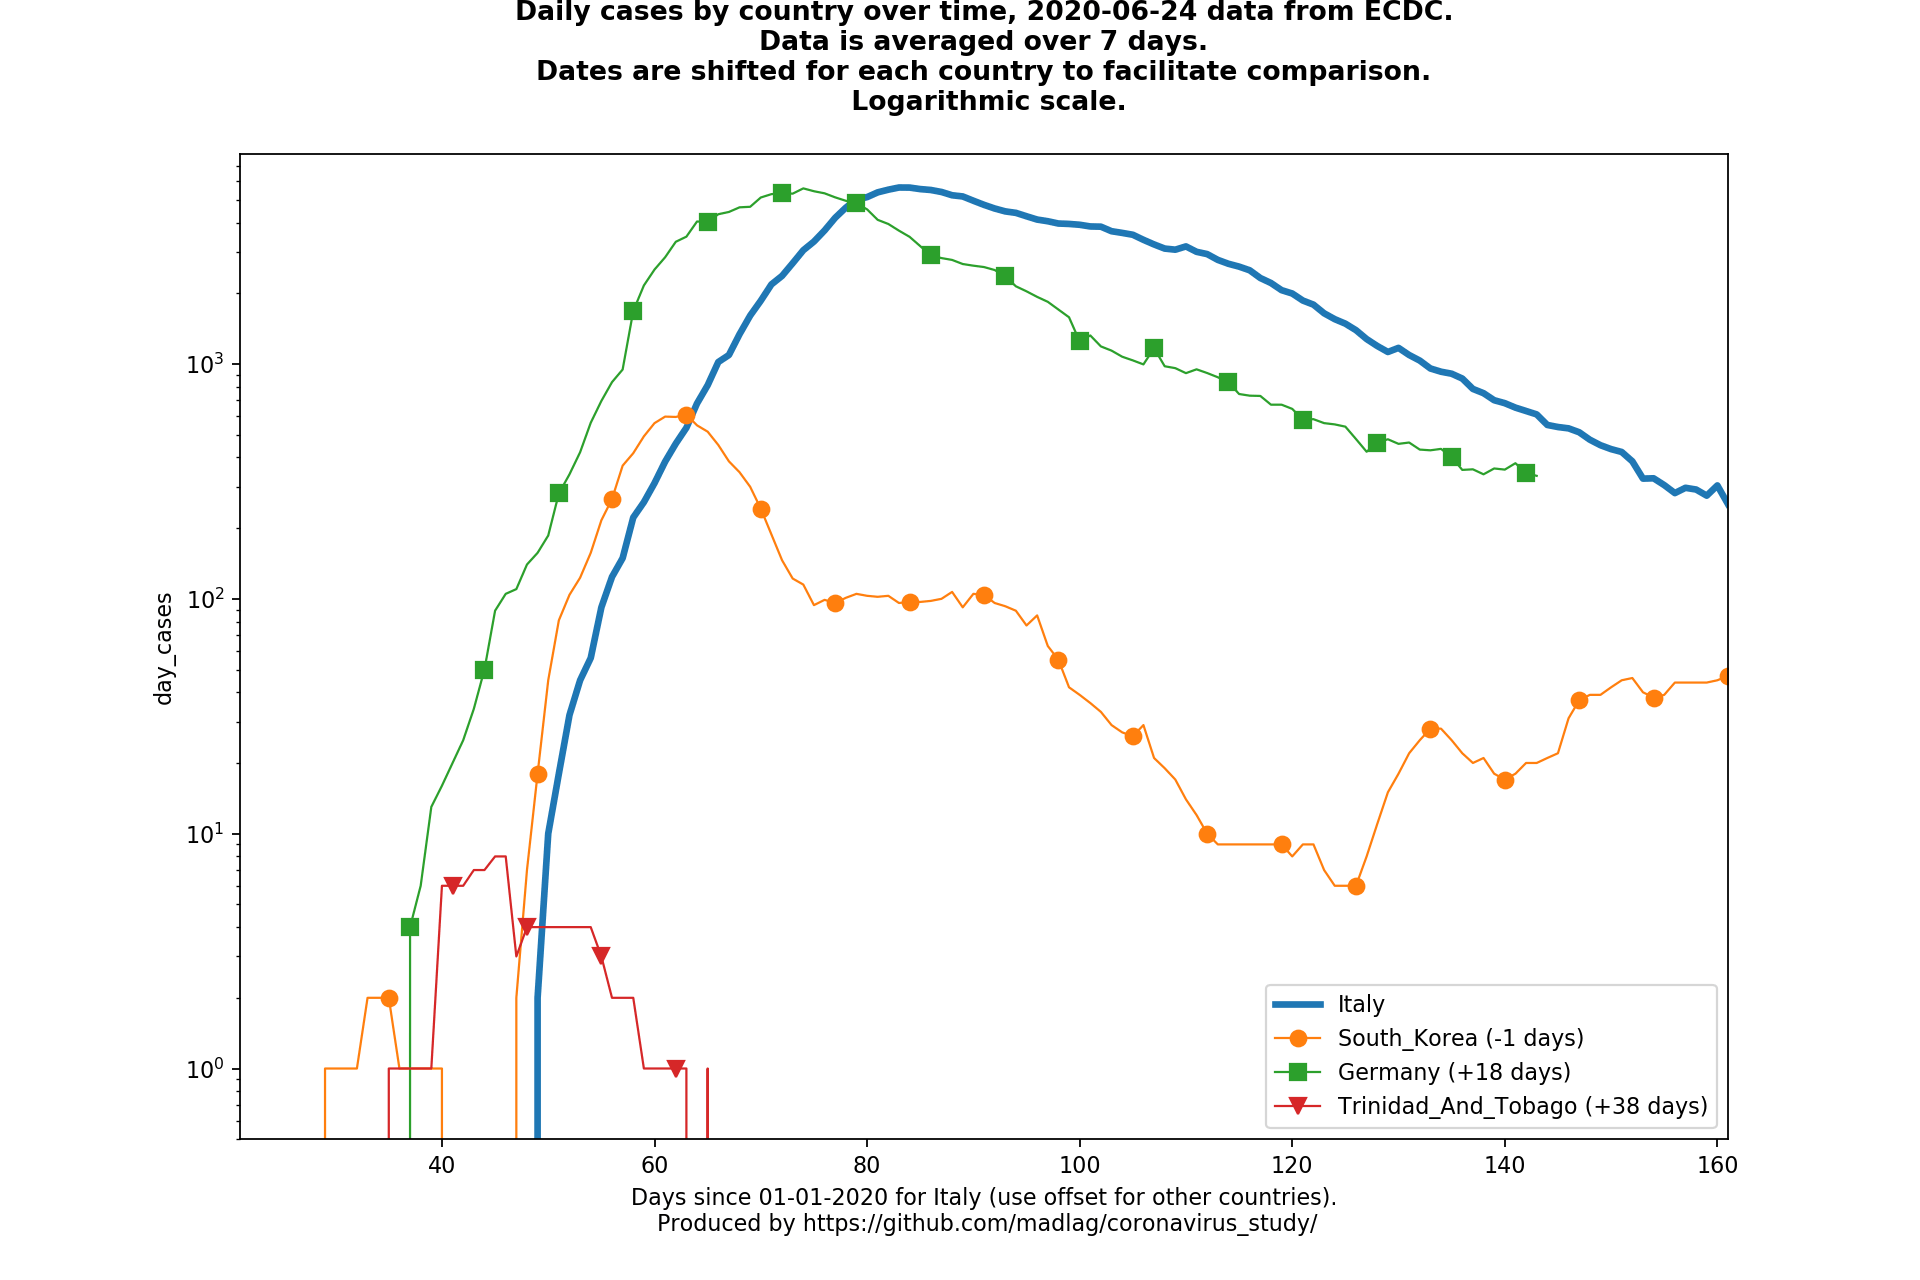 Daily cases by country over time, 2020-06-24 data from ECDC.
Data is averaged over 7 days.
Dates are shifted for each country to facilitate comparison.
Logarithmic scale.
10³
10²
10¹
10⁰
day_cases
Italy
South_Korea (-1 days)
Germany (+18 days)
Trinidad_And_Tobago (+38 days)
40 60 80 100 120 140 160
Days since 01-01-2020 for Italy (use offset for other countries).
Produced by https://github.com/madlag/coronavirus_study/